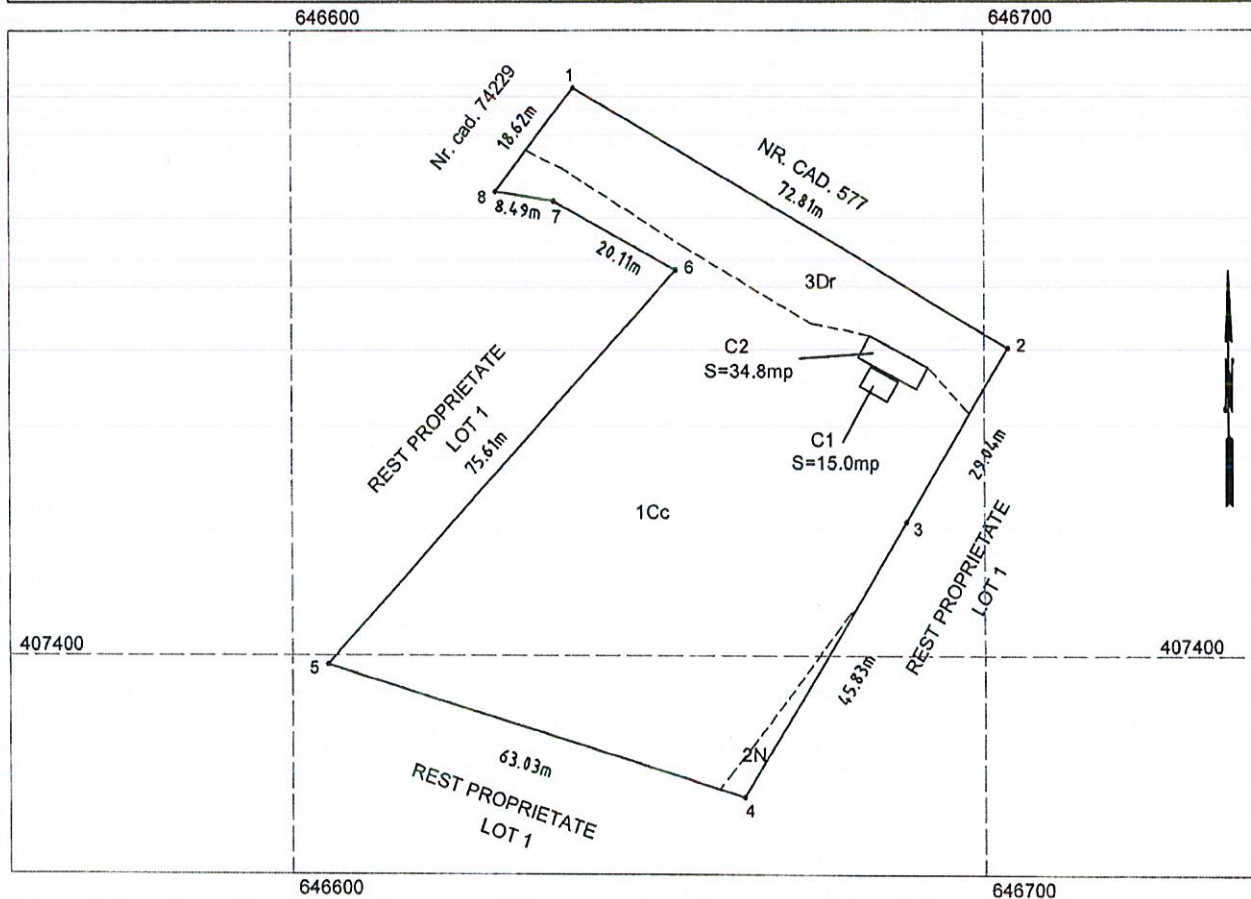 646600
646700
1
Nr. cad. 74229
18.62m
NR. CAD. 577
72.81m
8
8.49m
7
20.11m
6
3Dr
2
C2
S=34.8mp
C1
S=15.0mp
29.04m
REST PROPRIETATE
LOT 1
75.61m
1Cc
3
REST PROPRIETATE
LOT 1
45.83m
407400
407400
5
2N
4
63.03m
REST PROPRIETATE
LOT 1
N
646600
646700